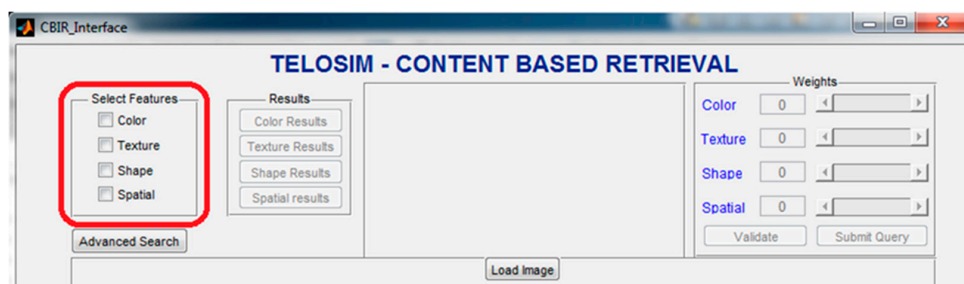 CBIR_Interface
TELOSIM - CONTENT BASED RETRIEVAL
Select Features
Color
Texture
Shape
Spatial
Advanced Search
Results
Color Results
Texture Results
Shape Results
Spatial results
Load Image
Weights
Color 0
Texture 0
Shape 0
Spatial 0
Validate Submit Query